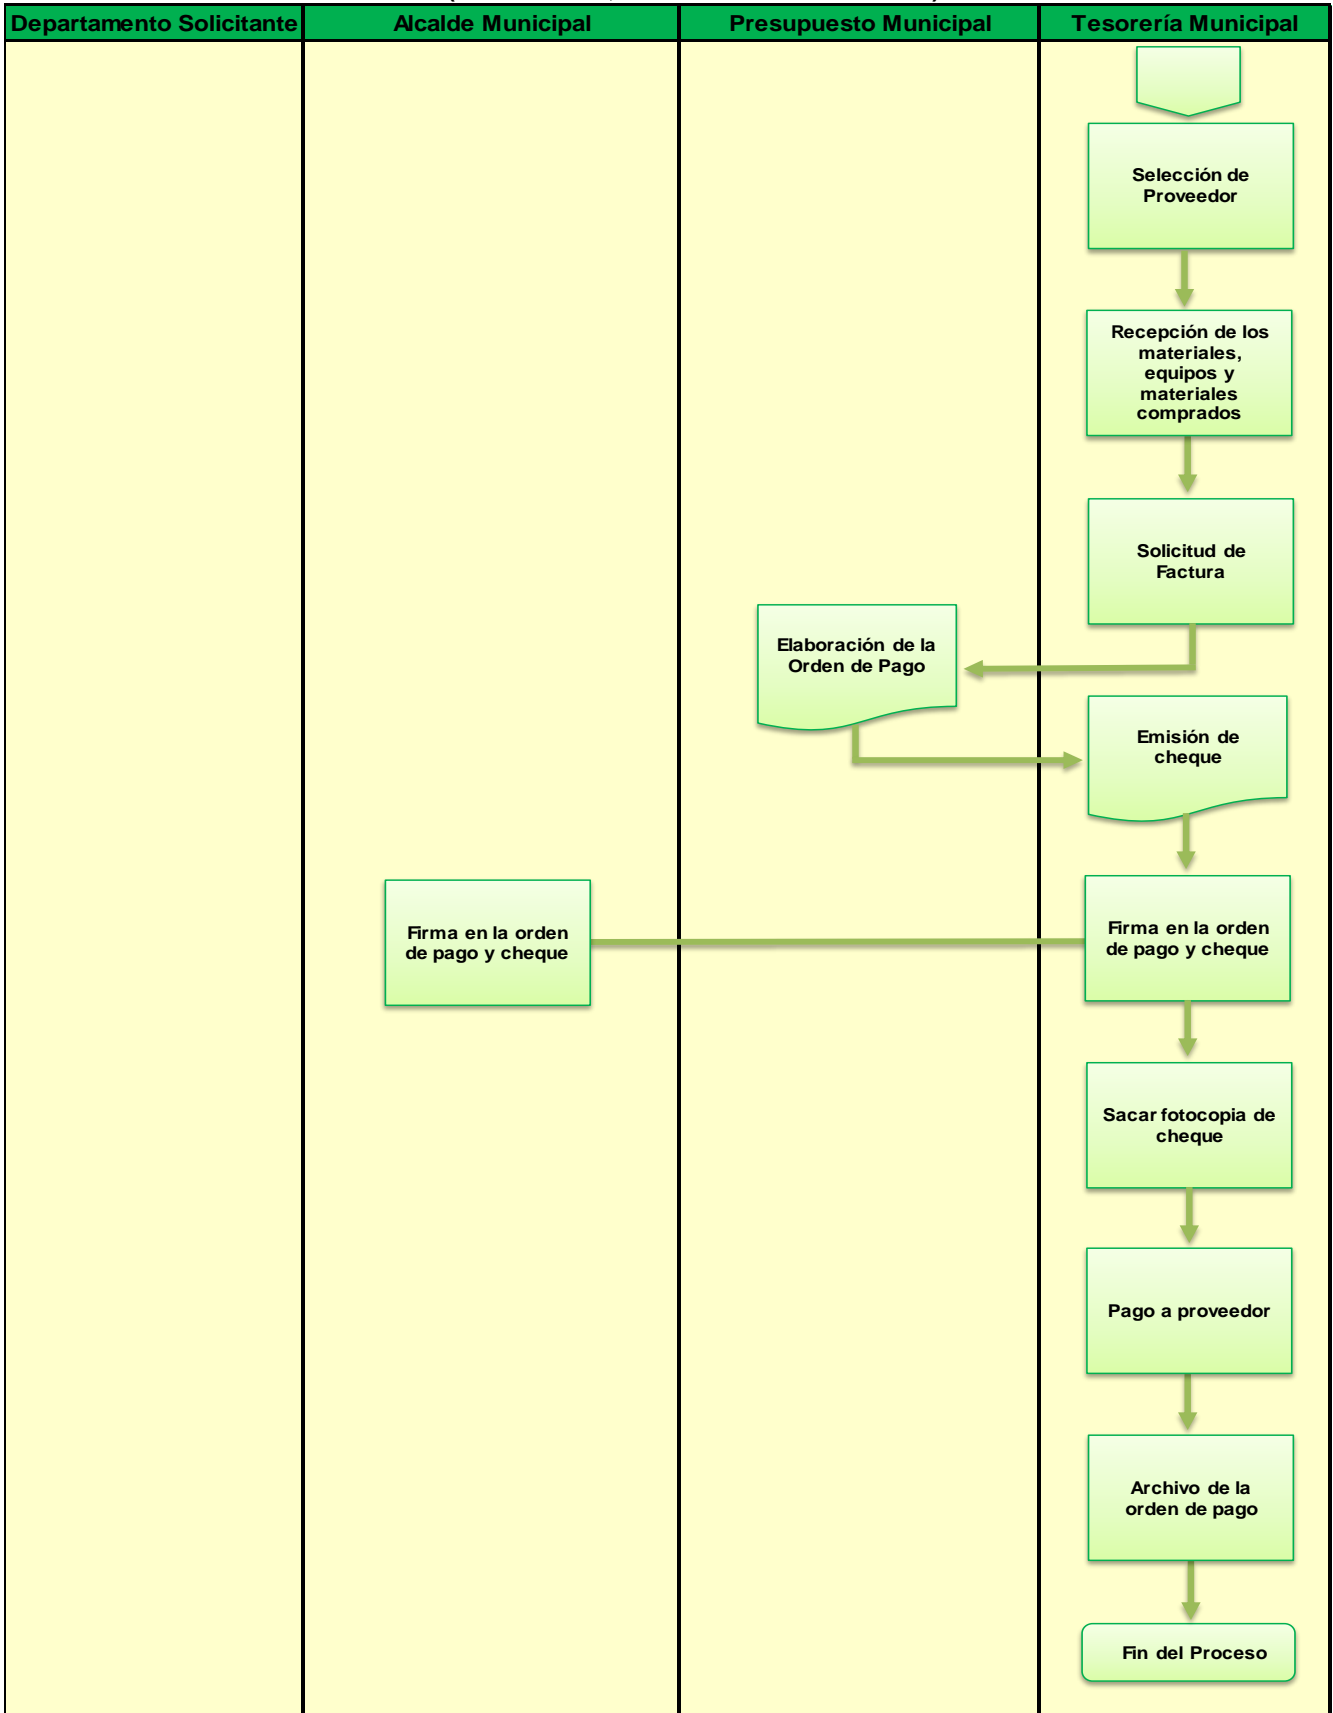 Departamento Solicitante
Alcalde Municipal
Presupuesto Municipal
Tesorería Municipal
Selección de
Proveedor
Recepción de los
materiales,
equipos y
materiales
comprados
Solicitud de
Factura
Elaboración de la
Orden de Pago
Emisión de
cheque
Firma en la orden
de pago y cheque
Firma en la orden
de pago y cheque
Sacar fotocopia de
cheque
Pago a proveedor
Archivo de la
orden de pago
Fin del Proceso